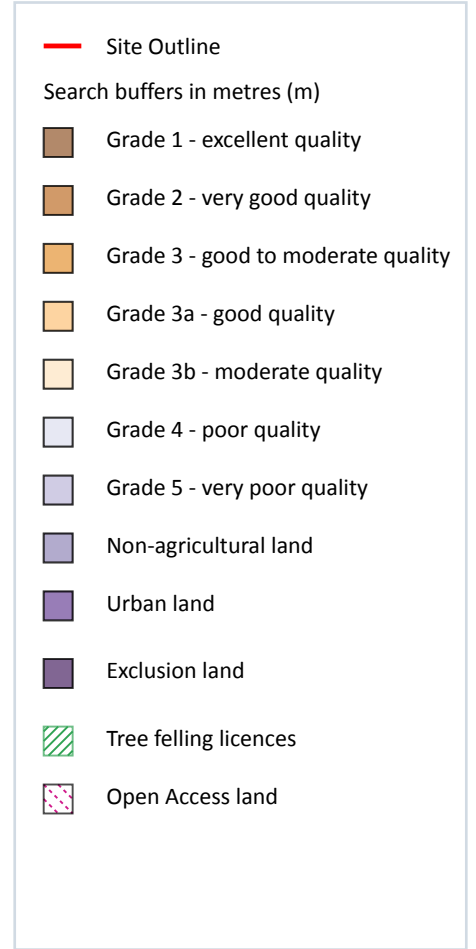 Site Outline
Search buffers in metres (m)
Grade 1 - excellent quality
Grade 2 - very good quality
Grade 3 - good to moderate quality
Grade 3a - good quality
Grade 3b - moderate quality
Grade 4 - poor quality
Grade 5 - very poor quality
Non-agricultural land
Urban land
Exclusion land
Tree felling licences
Open Access land